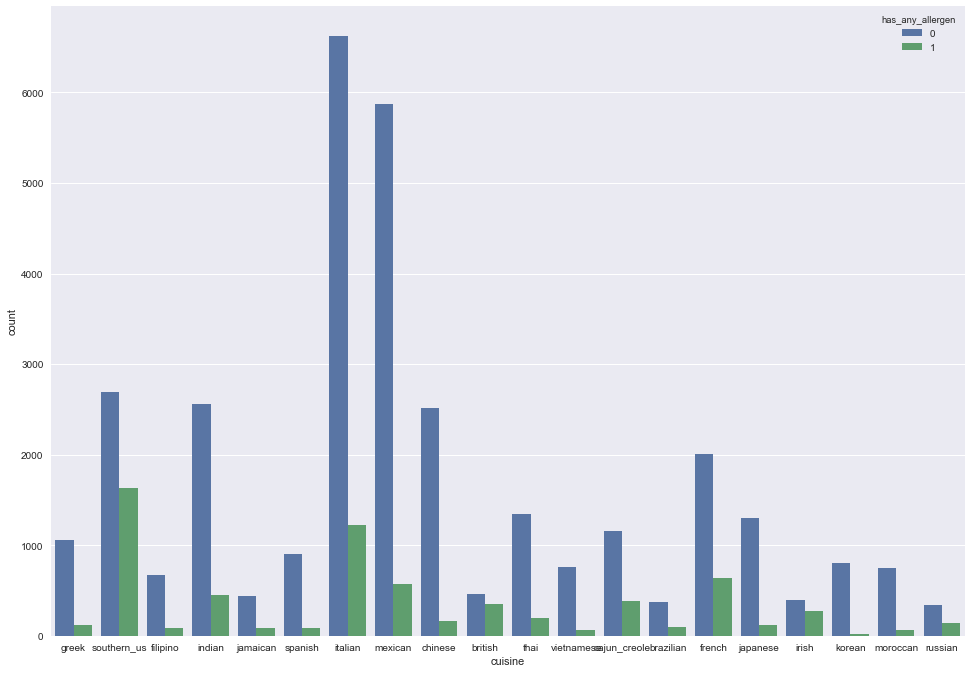 has_any_allergen
0
1
6000
5000
4000
3000
2000
1000
0
count
greek southern_us filipino indian jamaican spanish italian mexican chinese british thai vietnamese cajun_creole brazilian french japanese irish korean moroccan russian
cuisine